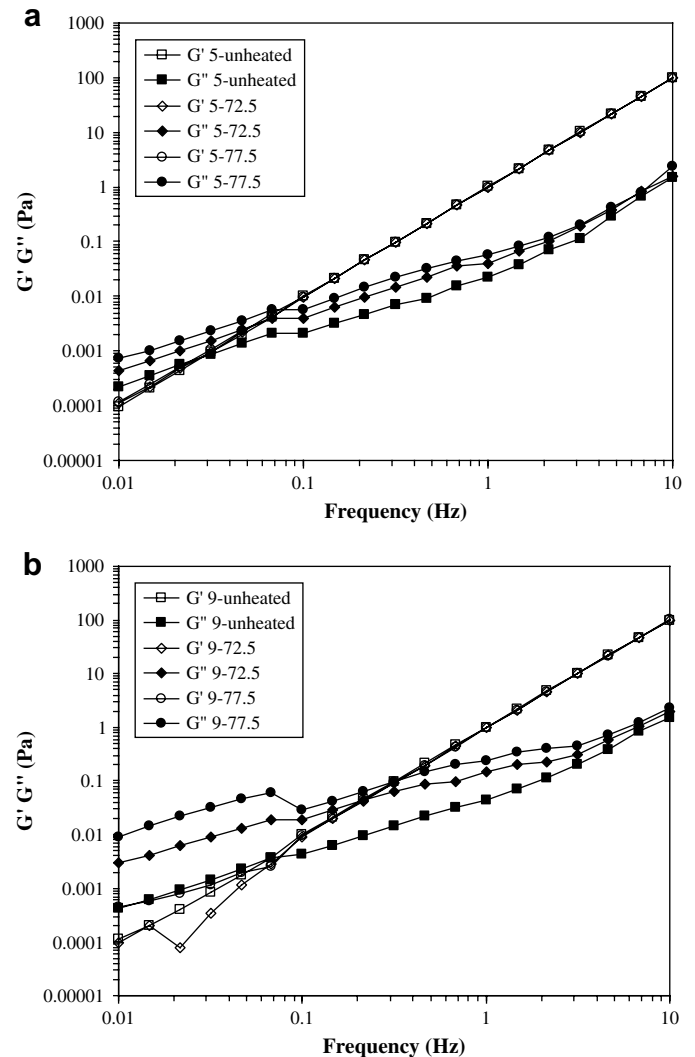 a
1000
100
10
1
0.1
0.01
0.001
0.0001
0.00001
G' G" (Pa)
G' 5-unheated
G" 5-unheated
G' 5-72.5
G" 5-72.5
G' 5-77.5
G" 5-77.5
0.01 0.1 1 10
Frequency (Hz)
b
1000
100
10
1
0.1
0.01
0.001
0.0001
0.00001
G' G" (Pa)
G' 9-unheated
G" 9-unheated
G' 9-72.5
G" 9-72.5
G' 9-77.5
G" 9-77.5
0.01 0.1 1 10
Frequency (Hz)